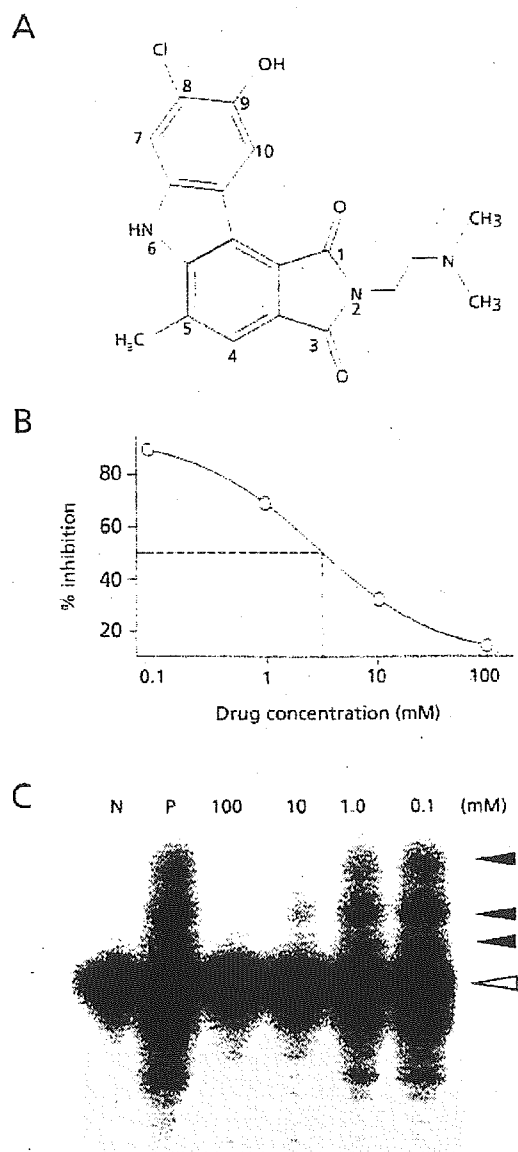 A
Cl
OH
8
9
7
10
O
HN
6
1
CH3
N
N
2
CH3
5
H3C
4
3
O
B
80
60
40
20
% inhibition
0.1 1 10 100
Drug concentration (mM)
C
N P 100 10 1.0 0.1 (mM)